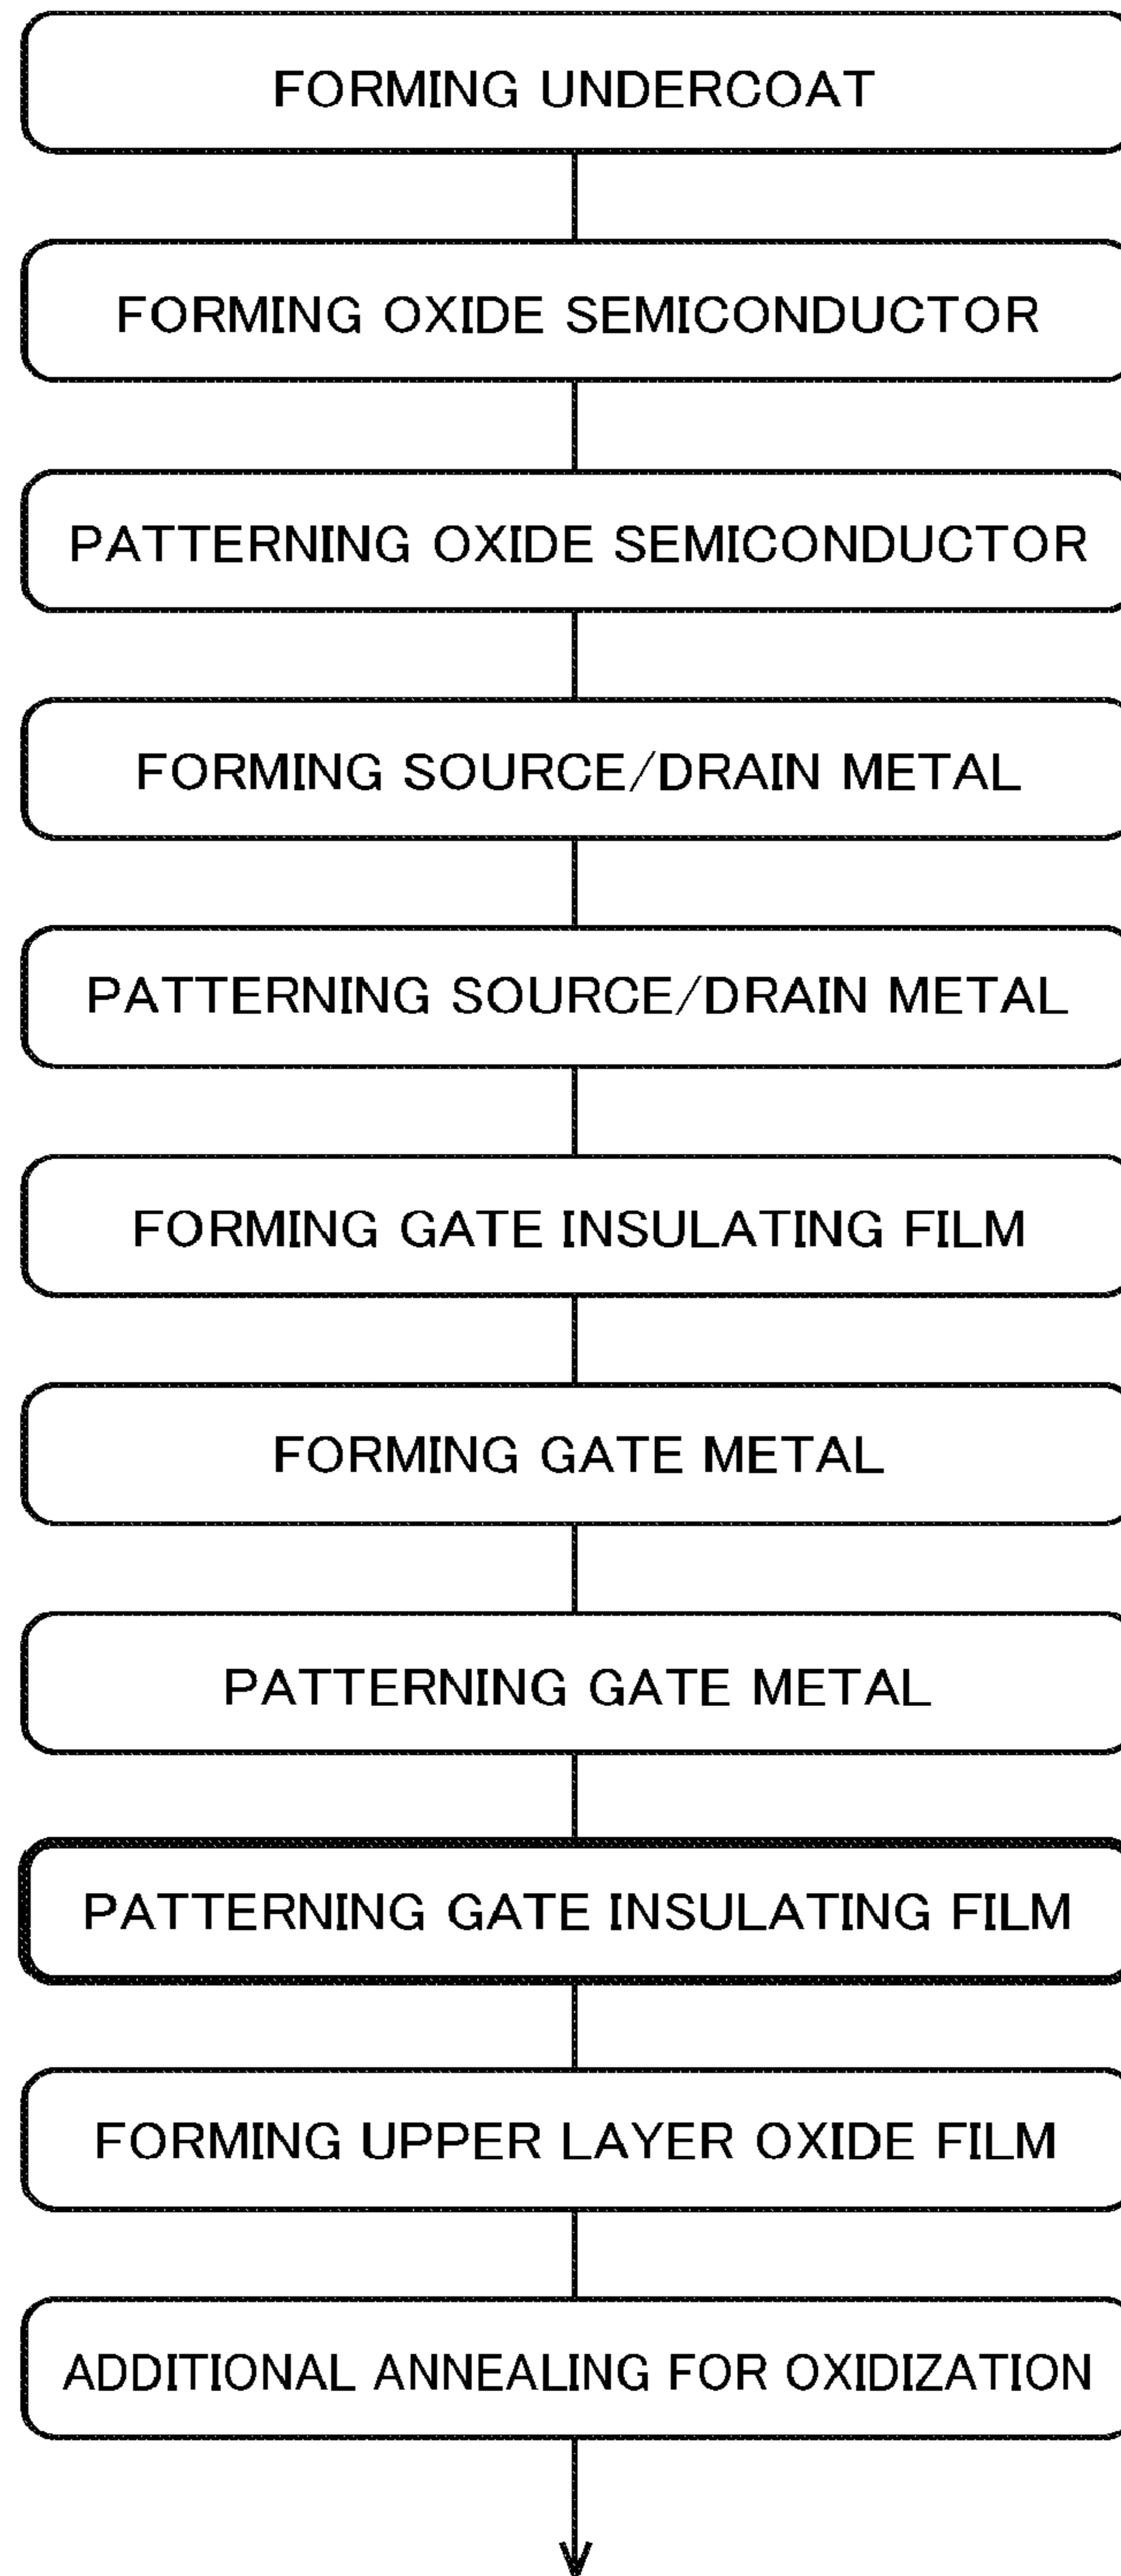 FORMING UNDERCOAT
FORMING OXIDE SEMICONDUCTOR
PATTERNING OXIDE SEMICONDUCTOR
FORMING SOURCE/DRAIN METAL
PATTERNING SOURCE/DRAIN METAL
FORMING GATE INSULATING FILM
FORMING GATE METAL
PATTERNING GATE METAL
PATTERNING GATE INSULATING FILM
FORMING UPPER LAYER OXIDE FILM
ADDITIONAL ANNEALING FOR OXIDIZATION